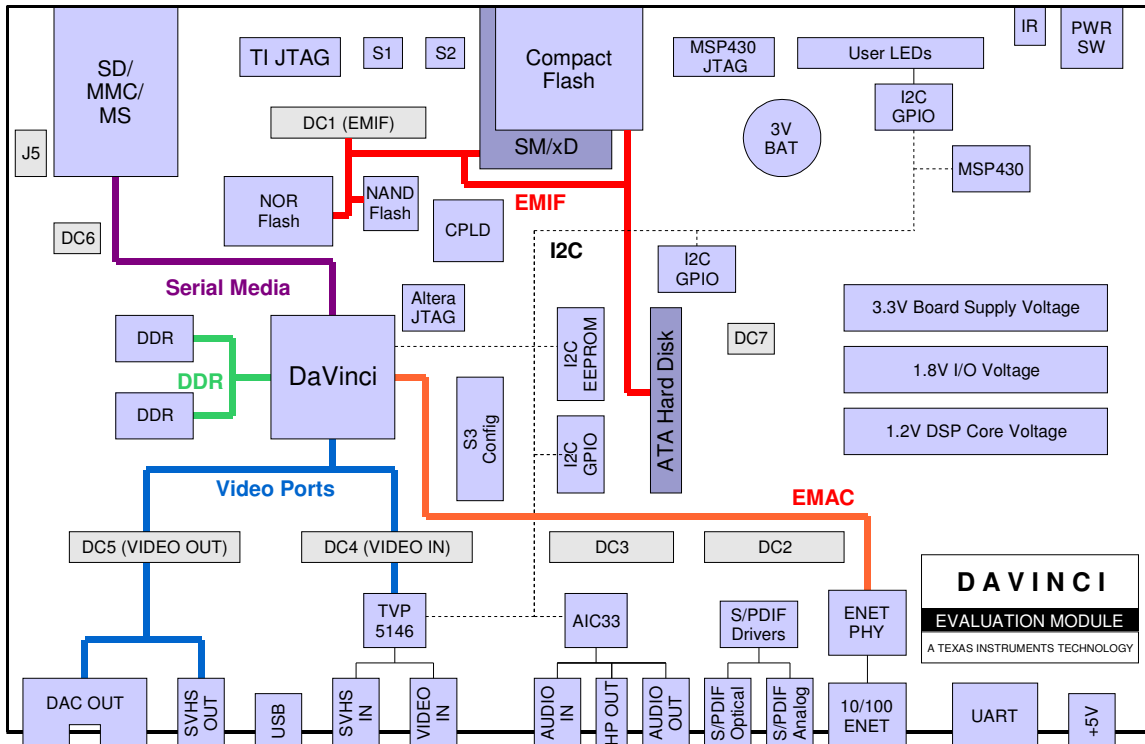 SD/
MMC/
MS
TI JTAG
S1
S2
Compact
Flash
MSP430
JTAG
User LEDs
IR
PWR
SW
I2C
GPIO
DC1 (EMIF)
3V
BAT
SM/xD
J5
MSP430
NOR
Flash
NAND
Flash
EMIF
CPLD
DC6
I2C
I2C
GPIO
Serial Media
Altera
JTAG
3.3V Board Supply Voltage
DDR
DaVinci
I2C
EEPROM
DC7
1.8V I/O Voltage
DDR
ATA Hard Disk
DDR
S3
Config
I2C
GPIO
1.2V DSP Core Voltage
Video Ports
EMAC
DC5 (VIDEO OUT)
DC4 (VIDEO IN)
DC3
DC2
DAVINCI
EVALUATION MODULE
A TEXAS INSTRUMENTS TECHNOLOGY
TVP
5146
AIC33
S/PDIF
Drivers
ENET
PHY
DAC OUT
SVHS
OUT
USB
SVHS
IN
VIDEO
IN
AUDIO
IN
HP OUT
AUDIO
OUT
S/PDIF
Optical
S/PDIF
Analog
10/100
ENET
UART
+5V